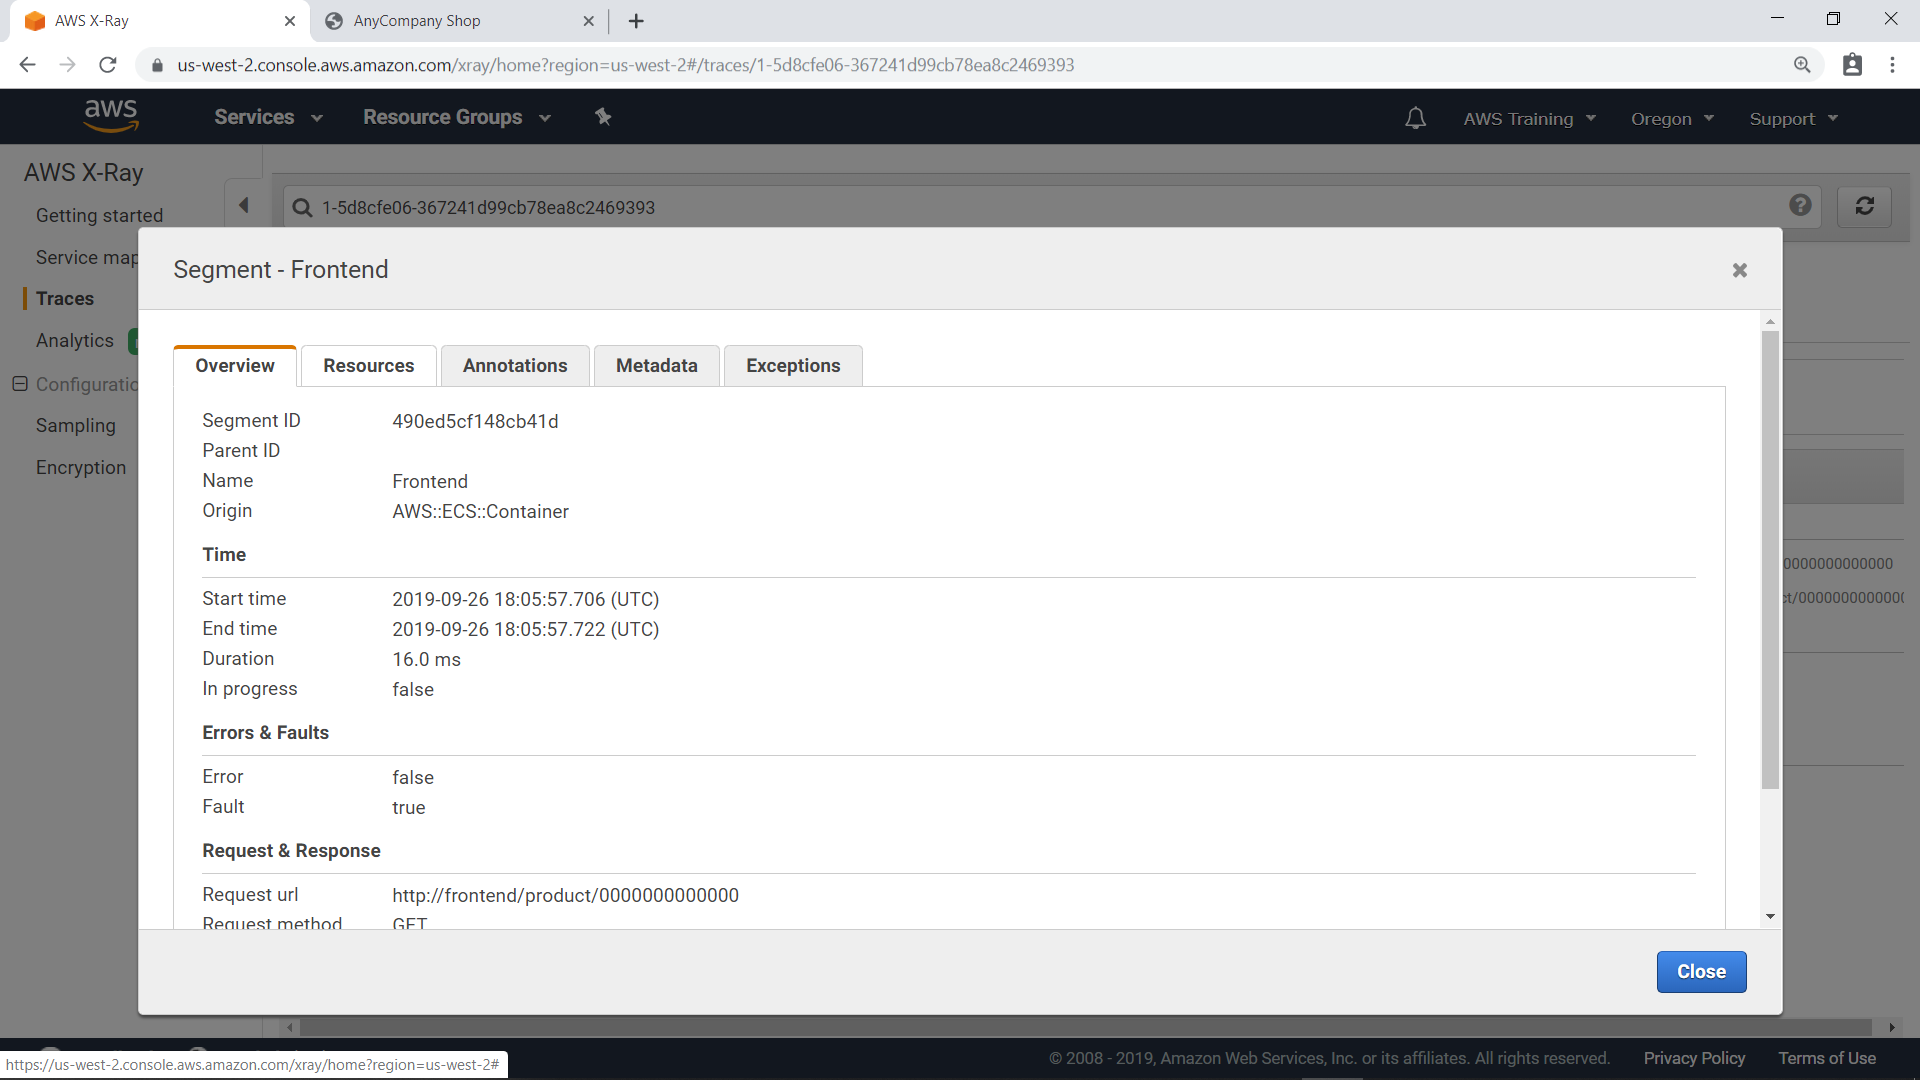 AWS X-Ray
AnyCompany Shop
us-west-2.console.aws.amazon.com/xray/home?region=us-west-2#/traces/1-5d8cfe06-367241d99cb78ea8c2469393
aws
Services
Resource Groups
AWS Training
Oregon
Support
AWS X-Ray
Getting started
Service map
Traces
Analytics
Sampling
Encryption
1-5d8cfe06-367241d99cb78ea8c2469393
Segment - Frontend
Overview
Resources
Annotations
Metadata
Exceptions
Segment ID 490ed5cf148cb41d
Parent ID
Name Frontend
Origin AWS::ECS::Container
Time
Start time 2019-09-26 18:05:57.706 (UTC)
End time 2019-09-26 18:05:57.722 (UTC)
Duration 16.0 ms
In progress false
Errors & Faults
Error false
Fault true
Request & Response
Request url http://frontend/product/0000000000000
Request method GET
Close
https://us-west-2.console.aws.amazon.com/xray/home?region=us-west-2#
© 2008 - 2019, Amazon Web Services, Inc. or its affiliates. All rights reserved.
Privacy Policy
Terms of Use